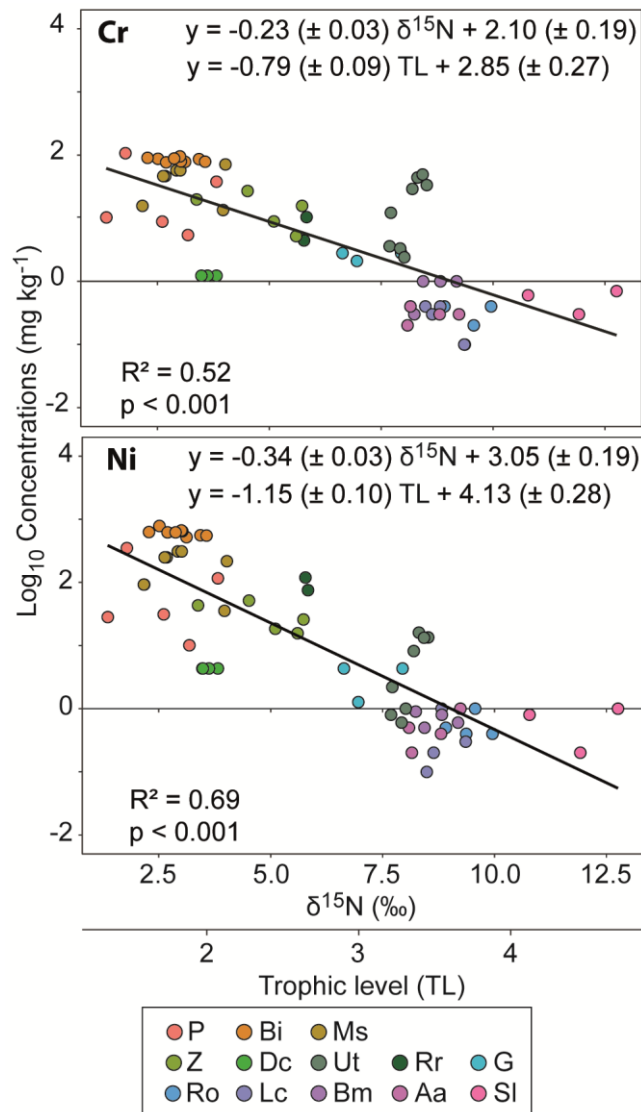 Cr
y = -0.23 (± 0.03) δ¹⁵N + 2.10 (± 0.19)
y = -0.79 (± 0.09) TL + 2.85 (± 0.27)
4
2
0
-2
R² = 0.52
p < 0.001
Log₁₀ Concentrations (mg kg⁻¹)
Ni
y = -0.34 (± 0.03) δ¹⁵N + 3.05 (± 0.19)
y = -1.15 (± 0.10) TL + 4.13 (± 0.28)
4
2
0
-2
R² = 0.69
p < 0.001
2.5 5.0 7.5 10.0 12.5
δ¹⁵N (‰)
2 3 4
Trophic level (TL)
P Bi Ms
Z Dc Ut Rr G
Ro Lc Bm Aa Sl